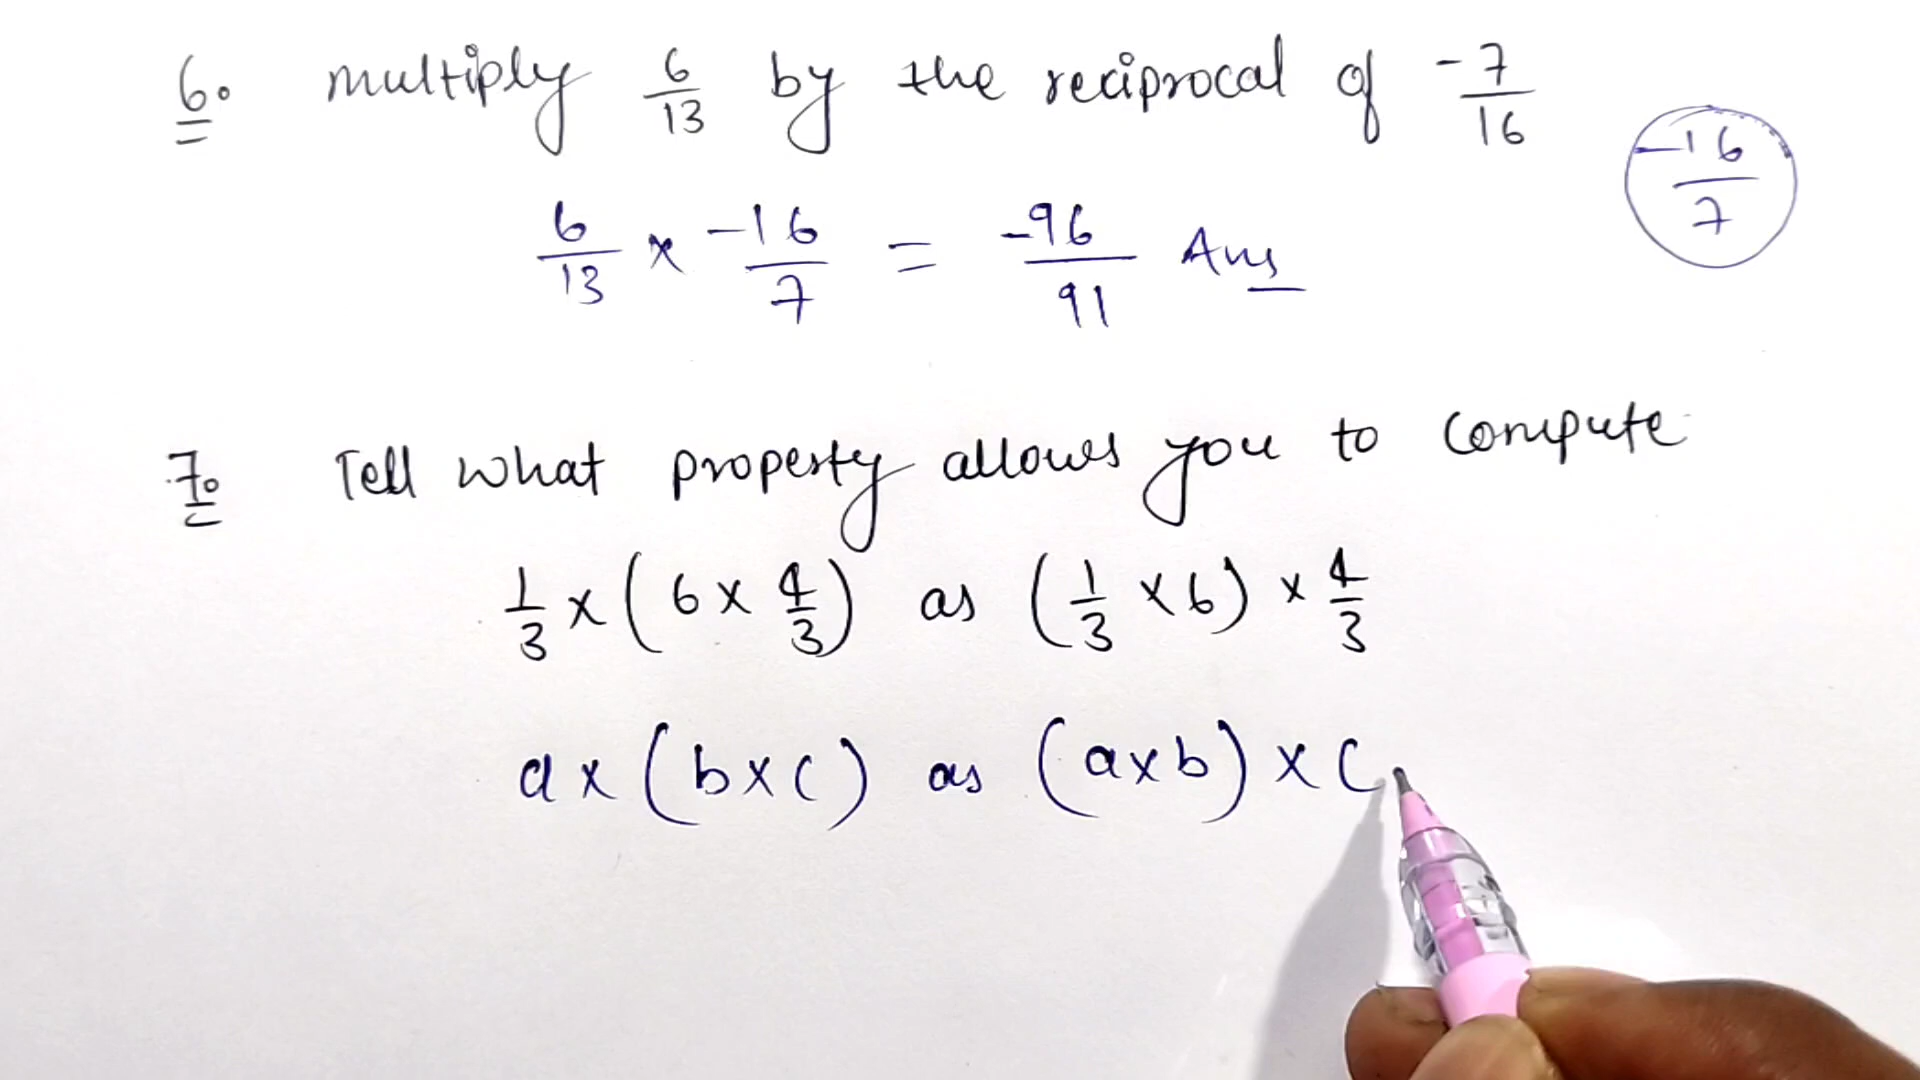 6. multiply 6/13 by the reciprocal of -7/16
-16/7
6/13 × -16/7 = -96/91 Ans
7. Tell what property allows you to compute
1/3 × (6 × 4/3) as (1/3 × 6) × 4/3
a × (b × c) as (a × b) × c